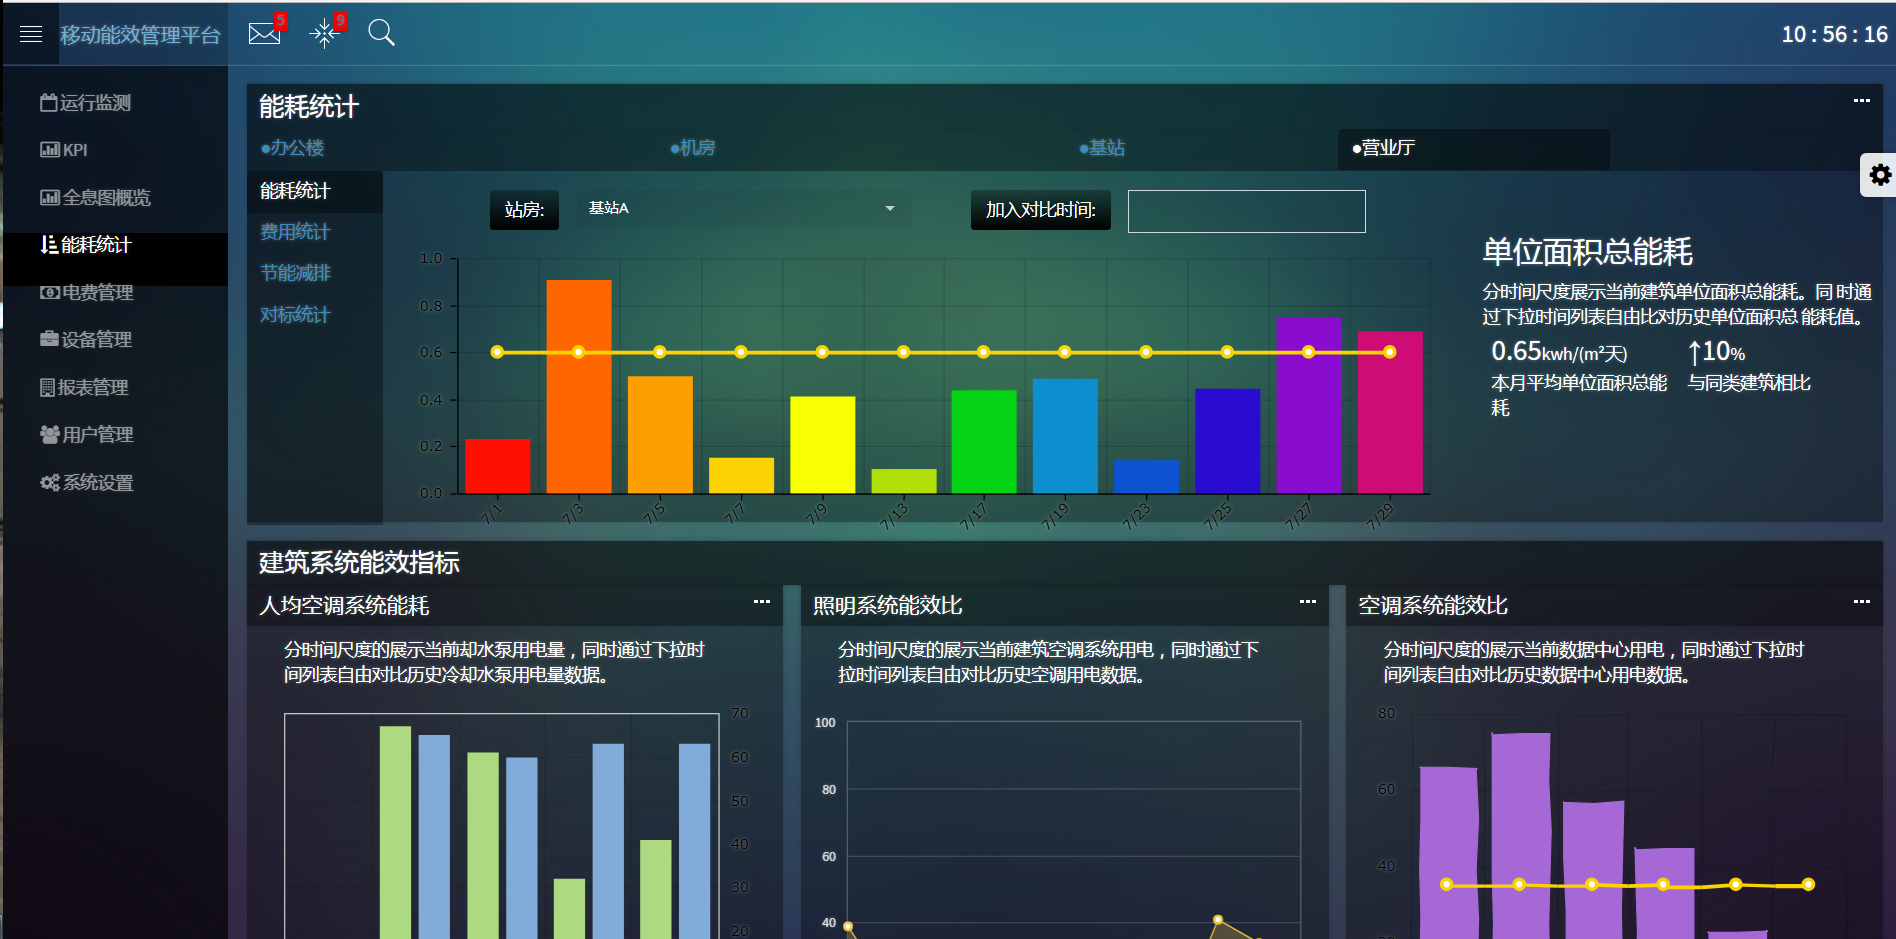 移动能效管理平台
5
9
10 : 56 : 16
运行监测
KPI
全息图概览
能耗统计
电费管理
设备管理
报表管理
用户管理
系统设置
能耗统计
●办公楼
●机房
●基站
●营业厅
能耗统计
费用统计
节能减排
对标统计
站房:
基站A
加入对比时间:
1.0
0.8
0.6
0.4
0.2
0.0
7/1
7/3
7/5
7/7
7/9
7/13
7/17
7/19
7/23
7/25
7/27
7/29
单位面积总能耗
分时间尺度展示当前建筑单位面积总能耗。同时通
过下拉时间列表自由比对历史单位面积总能耗值。
0.65kwh/(m²天)
↑10%
本月平均单位面积总能
耗
与同类建筑相比
建筑系统能效指标
人均空调系统能耗
分时间尺度的展示当前却水泵用电量，同时通过下拉时
间列表自由对比历史冷却水泵用电量数据。
70
60
50
40
30
20
照明系统能效比
分时间尺度的展示当前建筑空调系统用电，同时通过下
拉时间列表自由对比历史空调用电数据。
100
80
60
40
空调系统能效比
分时间尺度的展示当前数据中心用电，同时通过下拉时
间列表自由对比历史数据中心用电数据。
80
60
40